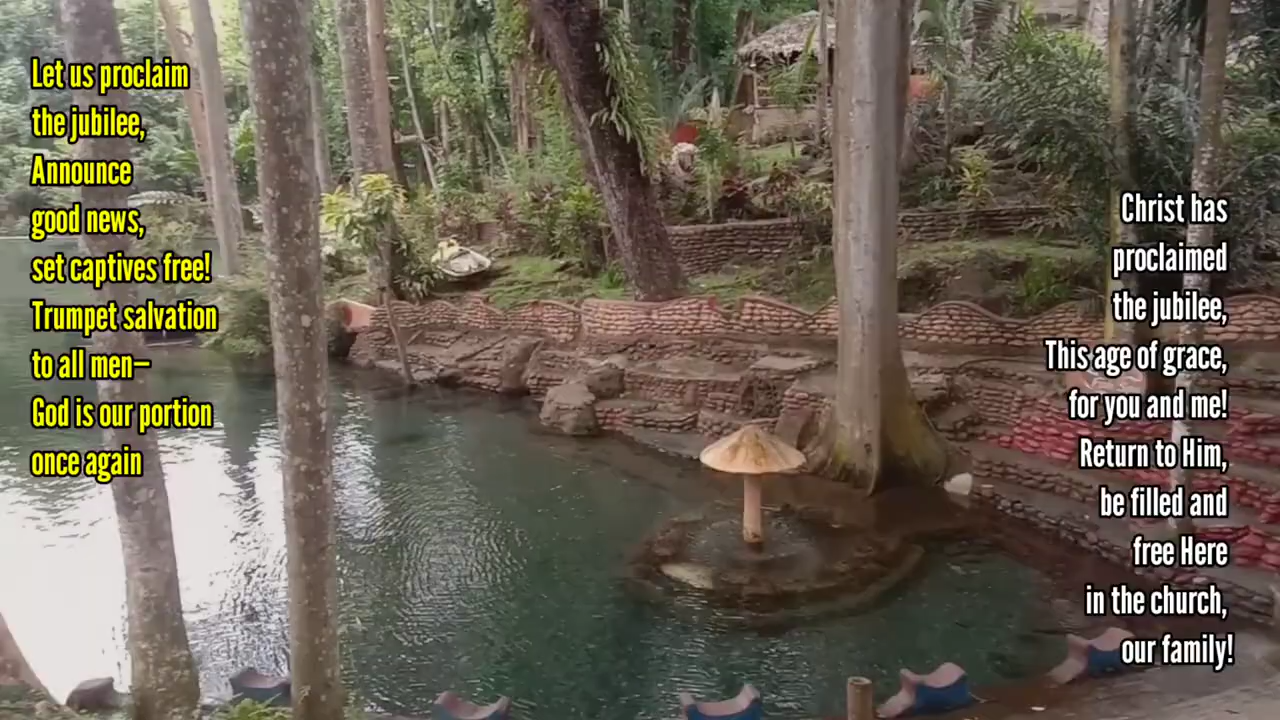 Let us proclaim
the jubilee,
Announce
good news,
set captives free!
Trumpet salvation
to all men—
God is our portion
once again
Christ has
proclaimed
the jubilee,
This age of grace,
for you and me!
Return to Him,
be filled and
free Here
in the church,
our family!